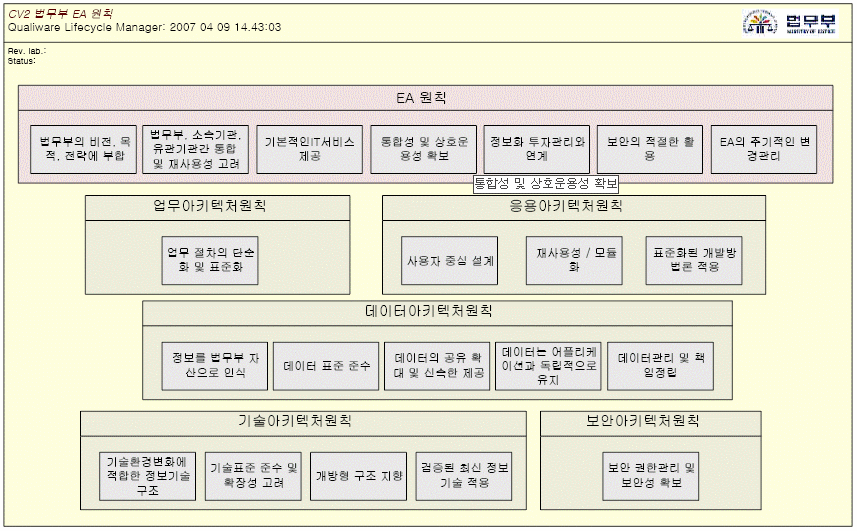 CV2 법무부 EA 원칙
Qualiware Lifecycle Manager: 2007 04 09 14.43:03
법무부
MINISTRY OF JUSTICE
Rev. lab.:
Status:
EA 원칙
법무부의 비전, 목
적, 전략에 부합
법무부, 소속기관,
유관기관간 통합
및 재사용성 고려
기본적인IT서비스
제공
통합성 및 상호운
용성 확보
정보화 투자관리와
연계
보안의 적절한 활
용
EA의 주기적인 변
경관리
통합성 및 상호운용성 확보
업무아키텍처원칙
업무 절차의 단순
화 및 표준화
응용아키텍처원칙
사용자 중심 설계
재사용성 / 모듈
화
표준화된 개발방
법론 적용
데이터아키텍처원칙
정보를 법무부 자
산으로 인식
데이터 표준 준수
데이터의 공유 확
대 및 신속한 제공
데이터는 어플리케
이션과 독립적으로
유지
데이터관리 및 책
임정립
기술아키텍처원칙
기술환경변화에
적합한 정보기술
구조
기술표준 준수 및
확장성 고려
개방형 구조 지향
검증된 최신 정보
기술 적용
보안아키텍처원칙
보안 권한관리 및
보안성 확보